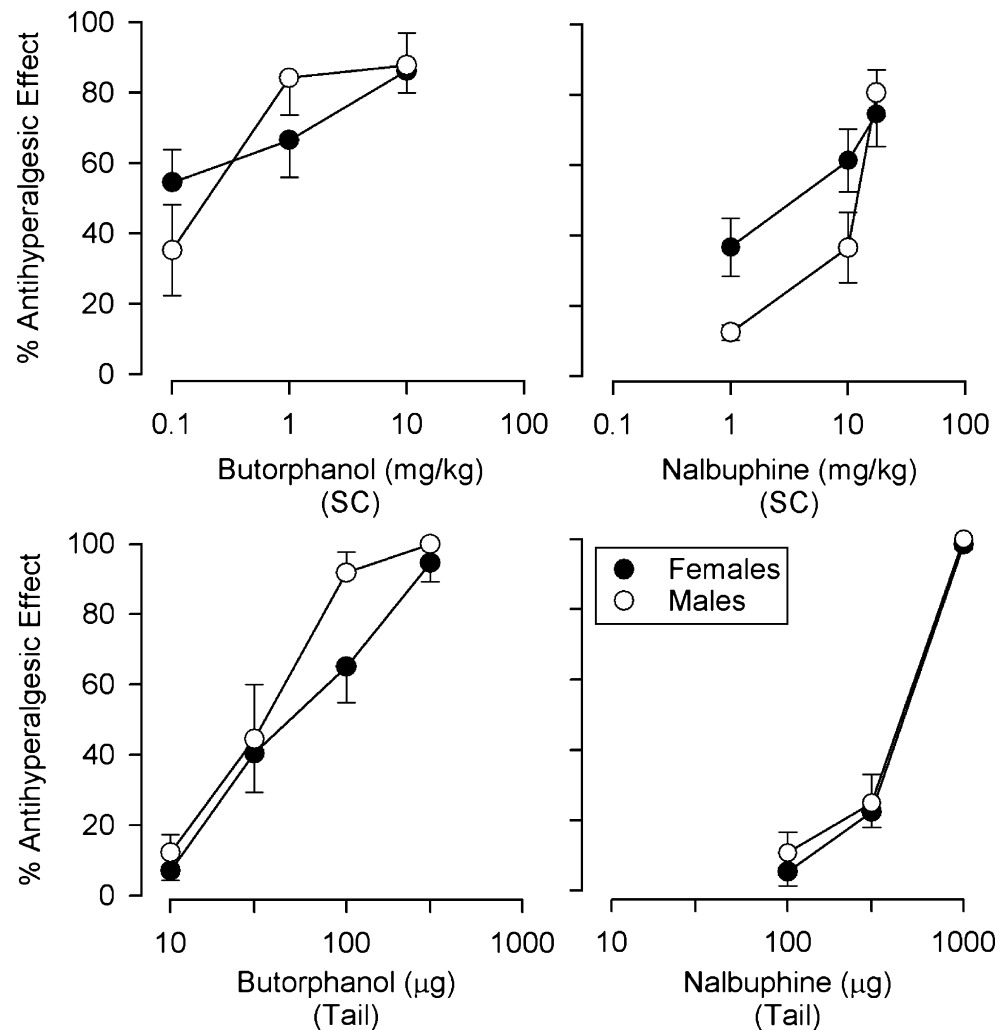 % Antihyperalgesic Effect
100
80
60
40
20
0
0.1 1 10 100
Butorphanol (mg/kg)
(SC)
0.1 1 10 100
Nalbuphine (mg/kg)
(SC)
% Antihyperalgesic Effect
100
80
60
40
20
0
10 100 1000
Butorphanol (μg)
(Tail)
Females
Males
10 100 1000
Nalbuphine (μg)
(Tail)